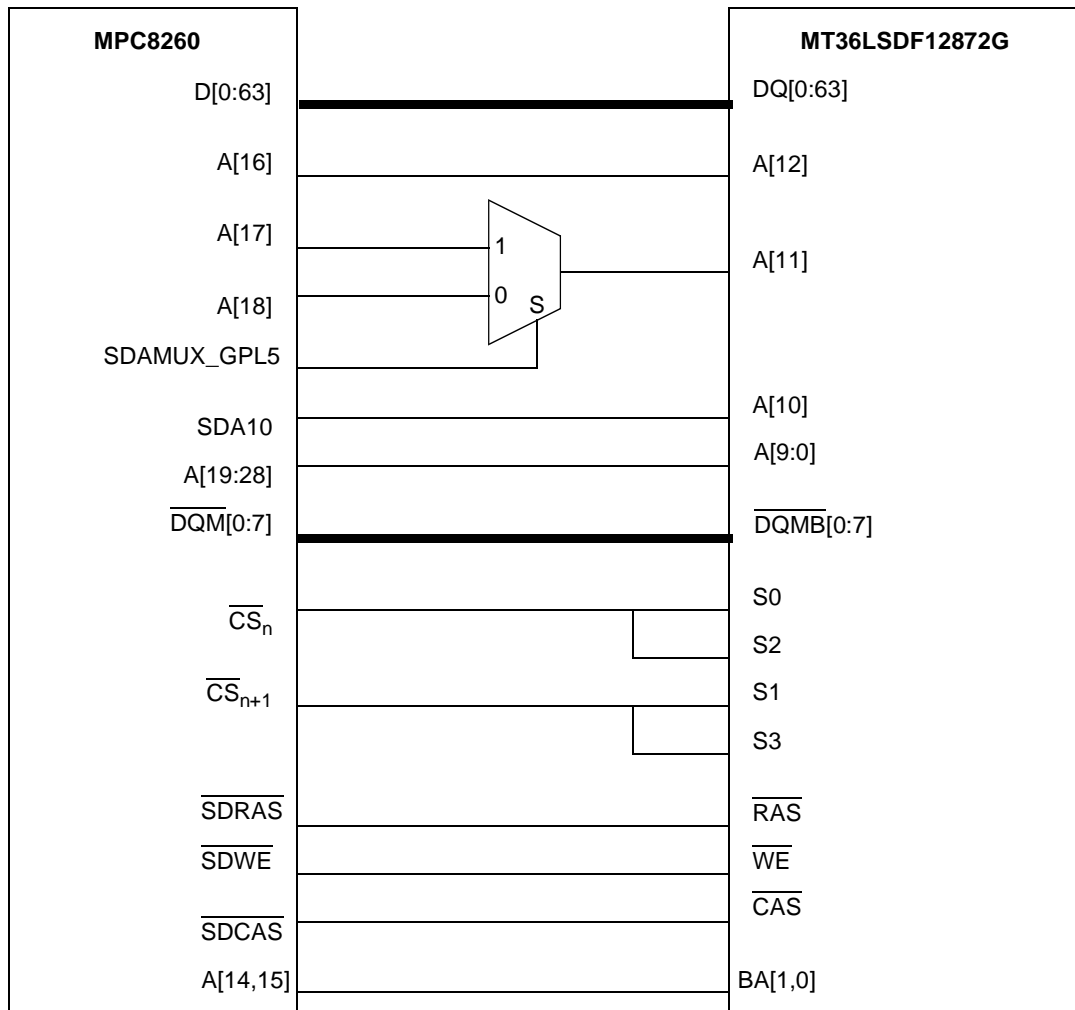 MPC8260
MT36LSDF12872G
D[0:63]
DQ[0:63]
A[16]
A[12]
A[17]
1
A[11]
A[18]
0
S
SDAMUX_GPL5
SDA10
A[10]
A[19:28]
A[9:0]
DQM[0:7]
DQMB[0:7]
CSn
S0
S2
CSn+1
S1
S3
SDRAS
RAS
SDWE
WE
SDCAS
CAS
A[14,15]
BA[1,0]